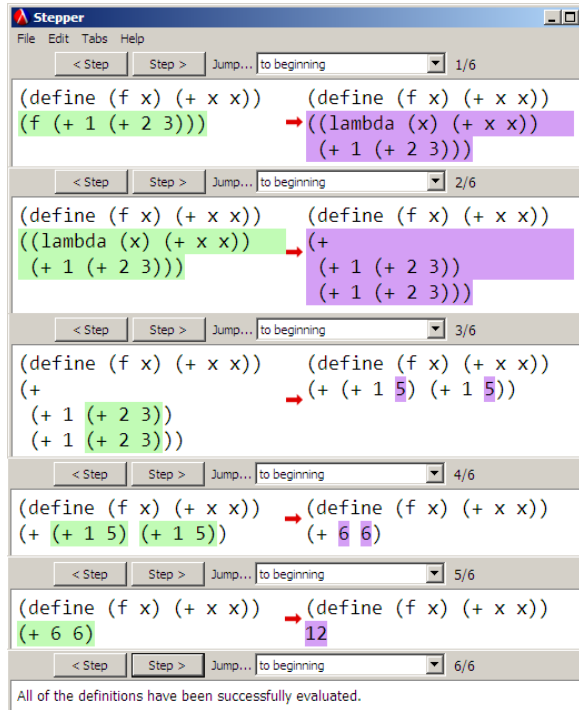 Stepper
File Edit Tabs Help
< Step Step > Jump... to beginning 1/6
(define (f x) (+ x x)) (define (f x) (+ x x))
(f (+ 1 (+ 2 3))) ((lambda (x) (+ x x))
(+ 1 (+ 2 3)))
< Step Step > Jump... to beginning 2/6
(define (f x) (+ x x)) (define (f x) (+ x x))
((lambda (x) (+ x x)) (+
(+ 1 (+ 2 3))) (+ 1 (+ 2 3))
(+ 1 (+ 2 3)))
< Step Step > Jump... to beginning 3/6
(define (f x) (+ x x)) (define (f x) (+ x x))
(+ (+ (+ 1 5) (+ 1 5))
(+ 1 (+ 2 3))
(+ 1 (+ 2 3)))
< Step Step > Jump... to beginning 4/6
(define (f x) (+ x x)) (define (f x) (+ x x))
(+ (+ 1 5) (+ 1 5)) (+ 6 6)
< Step Step > Jump... to beginning 5/6
(define (f x) (+ x x)) (define (f x) (+ x x))
(+ 6 6) 12
< Step Step > Jump... to beginning 6/6
All of the definitions have been successfully evaluated.